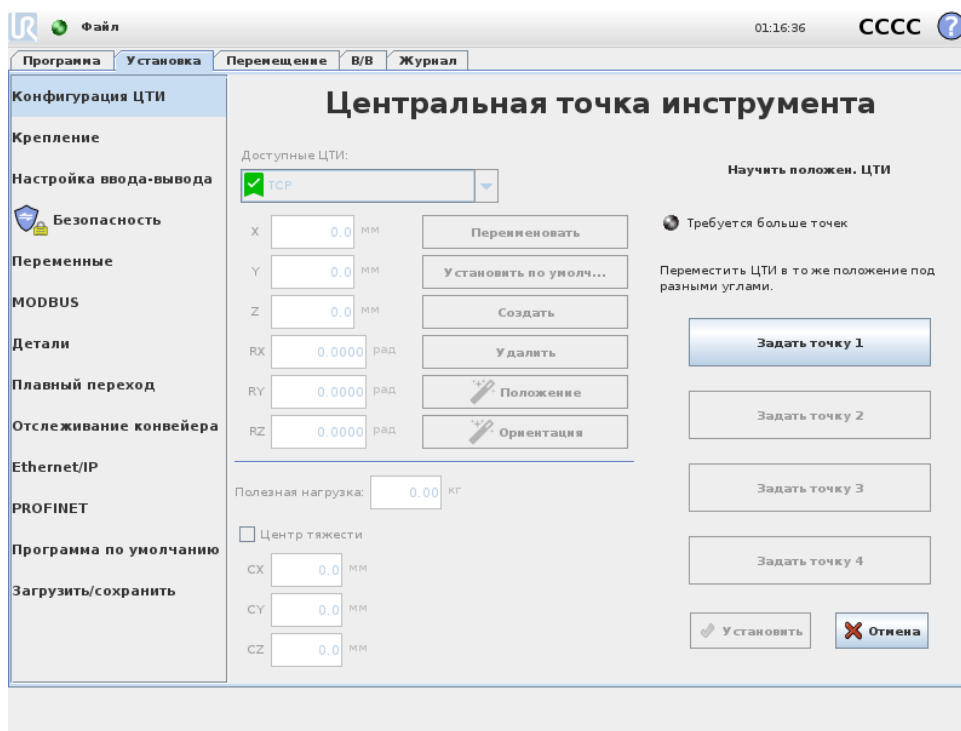 UR Файл 01:16:36 CCCC ?
Программа Установка Перемещение В/В Журнал
Конфигурация ЦТИ
Крепление
Настройка ввода-вывода
Безопасность
Переменные
MODBUS
Детали
Плавный переход
Отслеживание конвейера
Ethernet/IP
PROFINET
Программа по умолчанию
Загрузить/сохранить
Центральная точка инструмента
Доступные ЦТИ:
TCP
X 0.0 мм Переименовать
Y 0.0 мм Установить по умолч...
Z 0.0 мм Создать
RX 0.0000 рад Удалить
RY 0.0000 рад Положение
RZ 0.0000 рад Ориентация
Полезная нагрузка: 0.00 кг
Центр тяжести
CX 0.0 мм
CY 0.0 мм
CZ 0.0 мм
Научить положен. ЦТИ
Требуется больше точек
Переместить ЦТИ в то же положение под
разными углами.
Задать точку 1
Задать точку 2
Задать точку 3
Задать точку 4
Установить Отмена